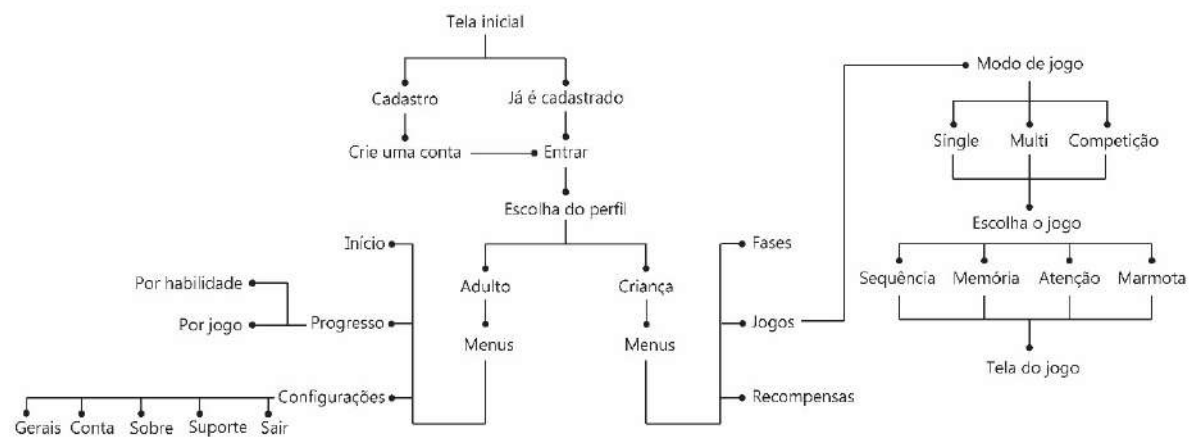 Tela inicial
Cadastro
Já é cadastrado
Crie uma conta
Entrar
Escolha do perfil
Adulto
Criança
Menus
Menus
Início
Progresso
Por habilidade
Por jogo
Configurações
Gerais
Conta
Sobre
Suporte
Sair
Fases
Jogos
Recompensas
Modo de jogo
Single
Multi
Competição
Escolha o jogo
Sequência
Memória
Atenção
Marmota
Tela do jogo